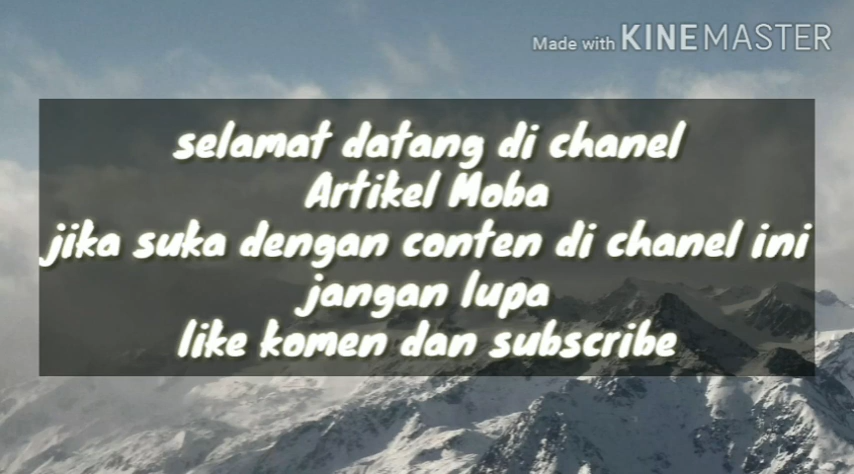 Made with KINEMASTER
selamat datang di chanel
Artikel Moba
jika suka dengan conten di chanel ini
jangan lupa
like komen dan subscribe